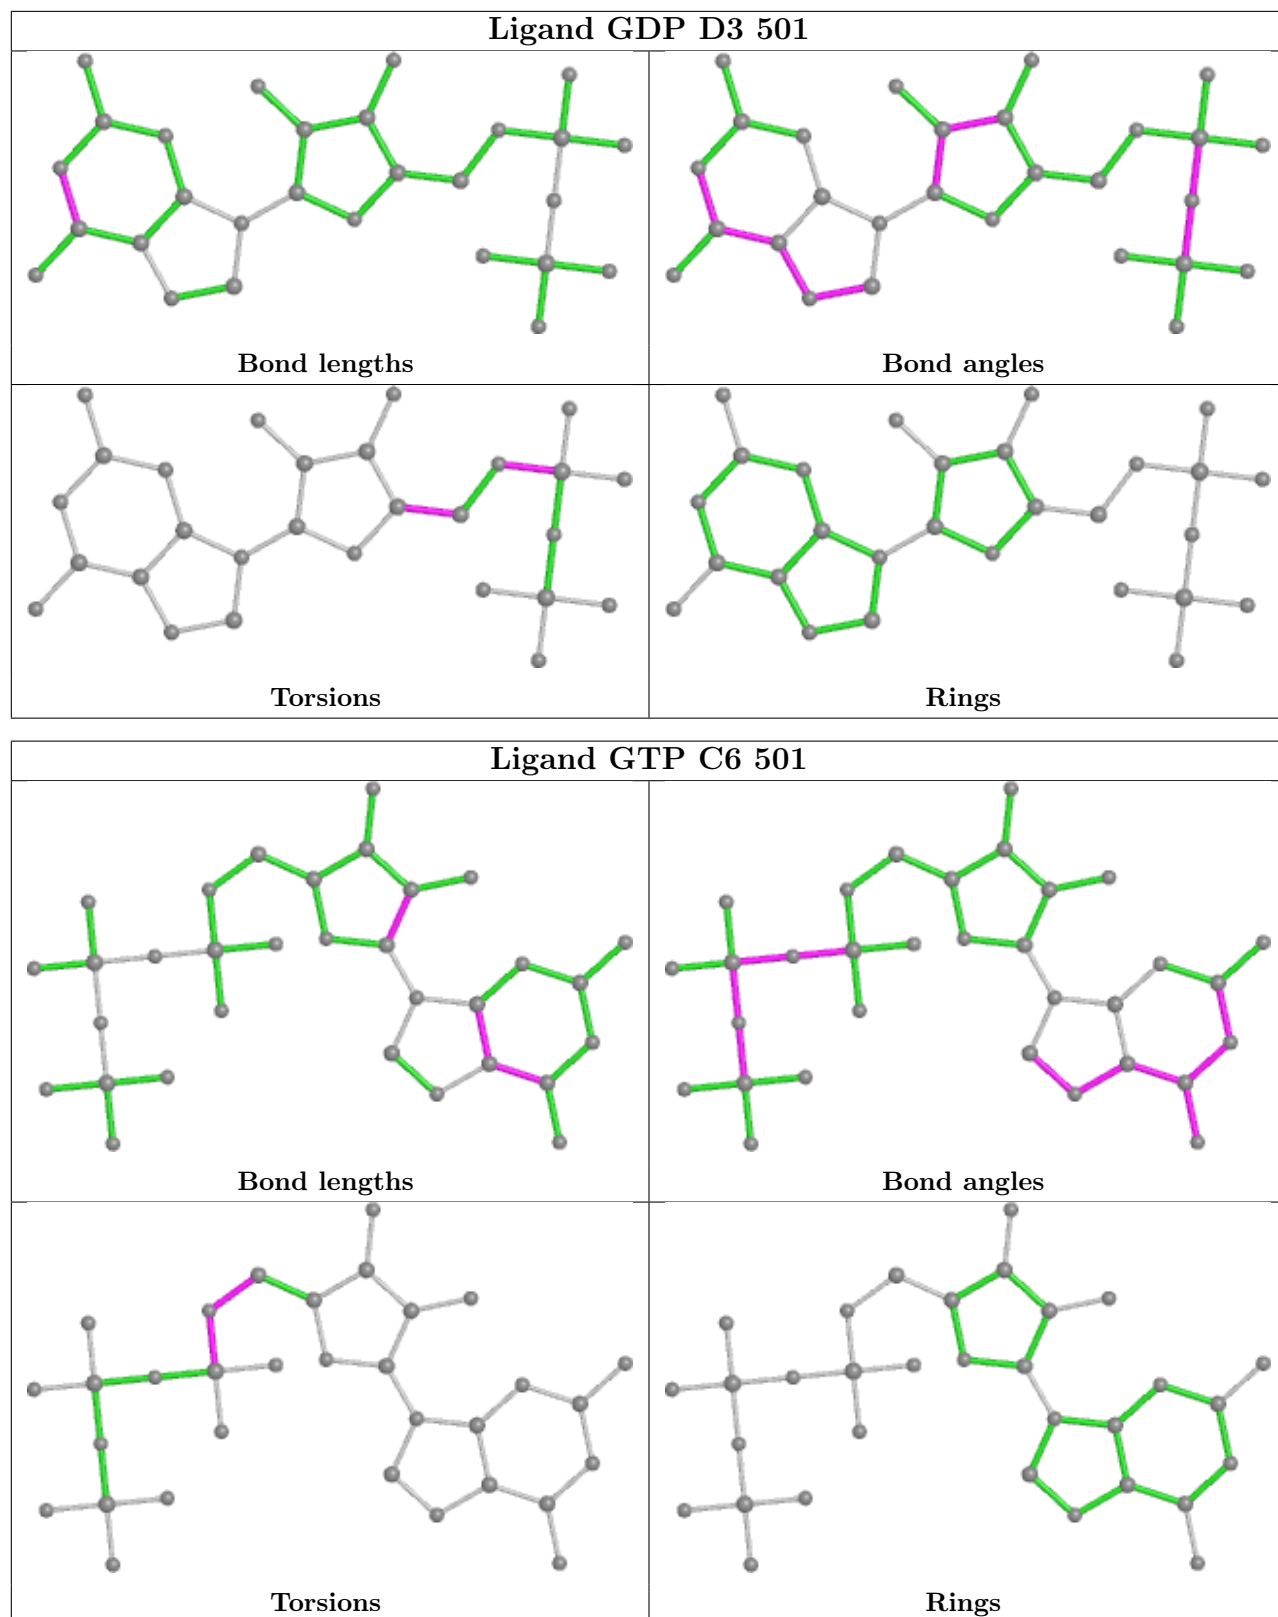 Ligand GDP D3 501
Bond lengths
Bond angles
Torsions
Rings
Ligand GTP C6 501
Bond lengths
Bond angles
Torsions
Rings